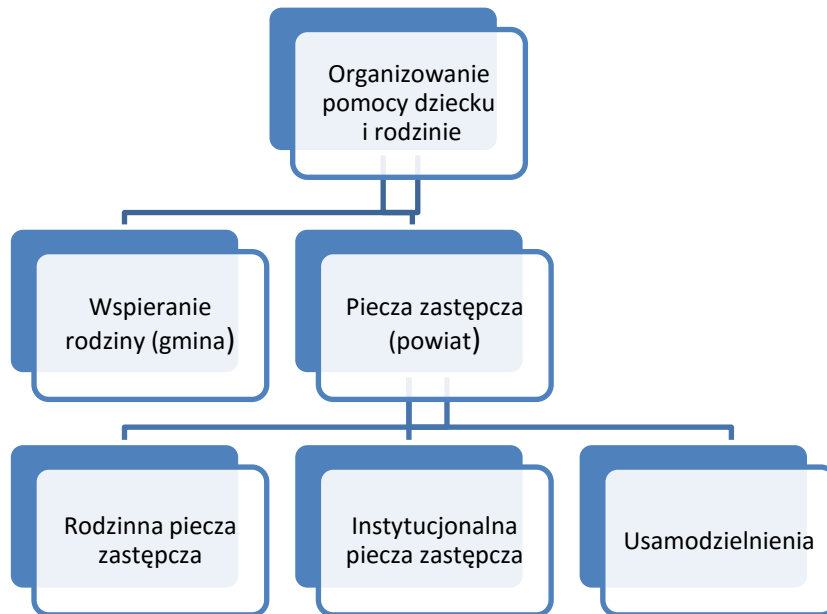 Organizowanie
pomocy dziecku
i rodzinie
Wspieranie
rodziny (gmina)
Piecza zastępcza
(powiat)
Rodzinna piecza
zastępcza
Instytucjonalna
piecza zastępcza
Usamodzielnienia